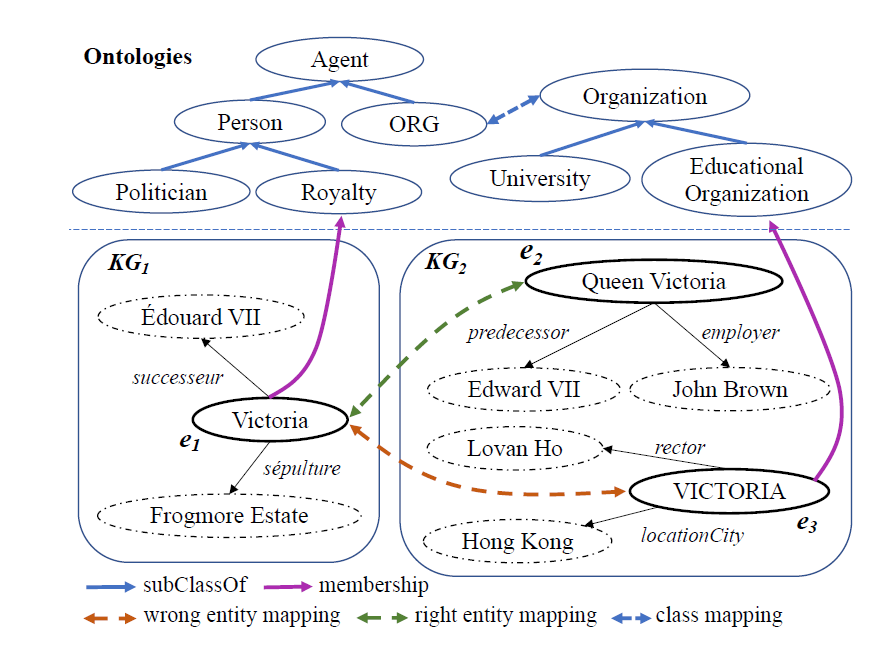 Ontologies
Agent
Person
ORG
Organization
Politician
Royalty
University
Educational
Organization
KG1
Édouard VII
successeur
Victoria
e1
sépulture
Frogmore Estate
KG2
e2
Queen Victoria
predecessor
employer
Edward VII
John Brown
Lovan Ho
rector
VICTORIA
e3
Hong Kong
locationCity
subClassOf
membership
wrong entity mapping
right entity mapping
class mapping